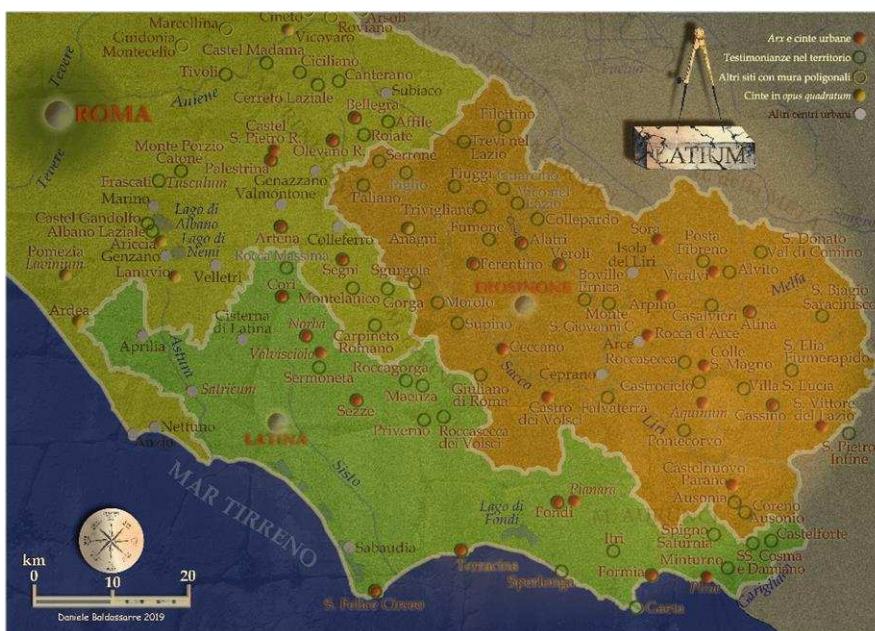 Arx e cinte urbane
Testimonianze nel territorio
Altri siti con mura poligonali
Cinte in opus quadratum
Altri centri urbani
LATIUM
Marcellina
Cineto
Arsoli
Roviano
Vicovaro
Guidonia
Montecelio
Castel Madama
Ciciliano
Tivoli
Canterano
Tevere
Aniene
Cerreto Laziale
Subiaco
ROMA
Bellegra
Castel
S. Pietro R.
Affile
Roiate
Olevano R.
Monte Porzio
Catone
Palestrina
Serrone
Filettino
Trevi nel
Lazio
Tevere
Frascati
Tusculum
Genazzano
Paliano
Fiuggi
Vico nel
Lazio
Marino
Valmontone
Lago di
Albano
Trivigliano
Collepardo
Castel Gandolfo
Albano Laziale
Ariccia
Artena
Colleferro
Anagni
Fumone
Alatri
Sora
Posta
Fibreno
S. Donato
Val di Comino
Pomezia
Lavinium
Genzano
Lago di
Nemi
Rocca Massima
Segni
Sgurgola
Ferentino
Veroli
Isola
del Liri
Vicalvi
Alvito
Lanuvio
Velletri
Cori
Montelanico
Gorga
Morolo
FROSINONE
Boville
Ernica
Arpino
Casalvieri
Melfa
S. Biagio
Saracinisco
Ardea
Cisterna
di Latina
Norba
Carpineto
Romano
Supino
Monte
S. Giovanni C.
Rocca d'Arce
Atina
Aprilia
Astura
Valvisciolo
Ceccano
Arce
Roccasecca
Colle
S. Magno
S. Elia
Fiumerapido
Sermoneta
Roccagorga
Sacco
Ceprano
Satricum
Maenza
Giuliano
di Roma
Castrocielo
Villa S. Lucia
Sezze
Castro
dei Volsci
Falvaterra
Aquinum
Cassino
S. Vittore
del Lazio
Nettuno
Anzio
LATINA
Priverno
Roccasecca
dei Volsci
Liri
Pontecorvo
S. Pietro
Infine
Sisto
Castelnuovo
Parano
MAR TIRRENO
Lago di
Fondi
Pianara
Fondi
Ausonia
Coreno
Ausonio
Itri
Spigno
Saturnia
Castelforte
Sabaudia
Terracina
Sperlonga
Formia
Minturno
SS. Cosma
e Damiano
S. Felice Circeo
Gaeta
Garigliano
km
0 10 20
Daniele Baldassarre 2019